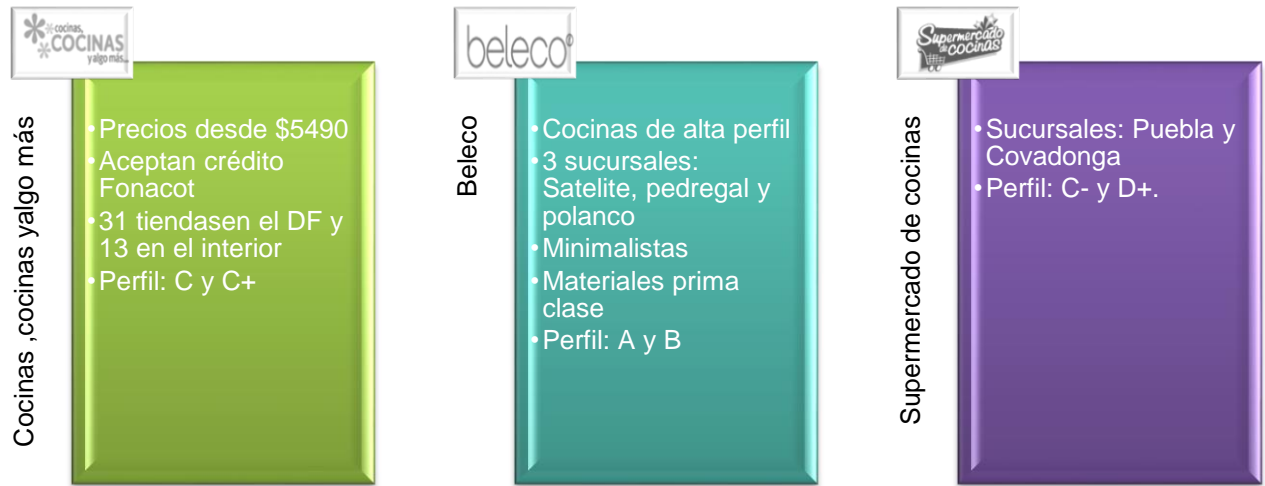 cocinas,
COCINAS
y algo más...
Cocinas ,cocinas yalgo más
•Precios desde $5490
•Aceptan crédito
Fonacot
•31 tiendasen el DF y
13 en el interior
•Perfil: C y C+
beleco
Beleco
•Cocinas de alta perfil
•3 sucursales:
Satelite, pedregal y
polanco
•Minimalistas
•Materiales prima
clase
•Perfil: A y B
Supermercado
de COCINAS
Supermercado de cocinas
•Sucursales: Puebla y
Covadonga
•Perfil: C- y D+.